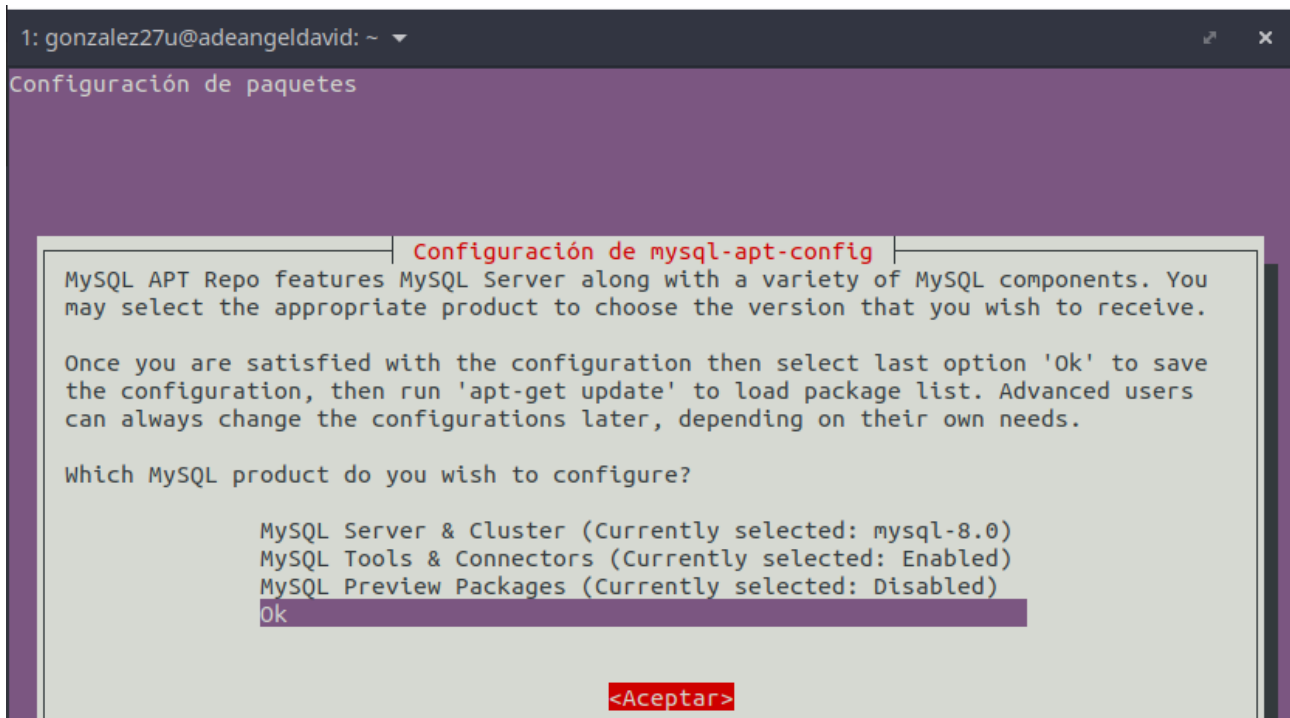 1: gonzalez27u@adeangeldavid: ~
Configuración de paquetes
Configuración de mysql-apt-config
MySQL APT Repo features MySQL Server along with a variety of MySQL components. You
may select the appropriate product to choose the version that you wish to receive.
Once you are satisfied with the configuration then select last option 'Ok' to save
the configuration, then run 'apt-get update' to load package list. Advanced users
can always change the configurations later, depending on their own needs.
Which MySQL product do you wish to configure?
MySQL Server & Cluster (Currently selected: mysql-8.0)
MySQL Tools & Connectors (Currently selected: Enabled)
MySQL Preview Packages (Currently selected: Disabled)
Ok
<Aceptar>